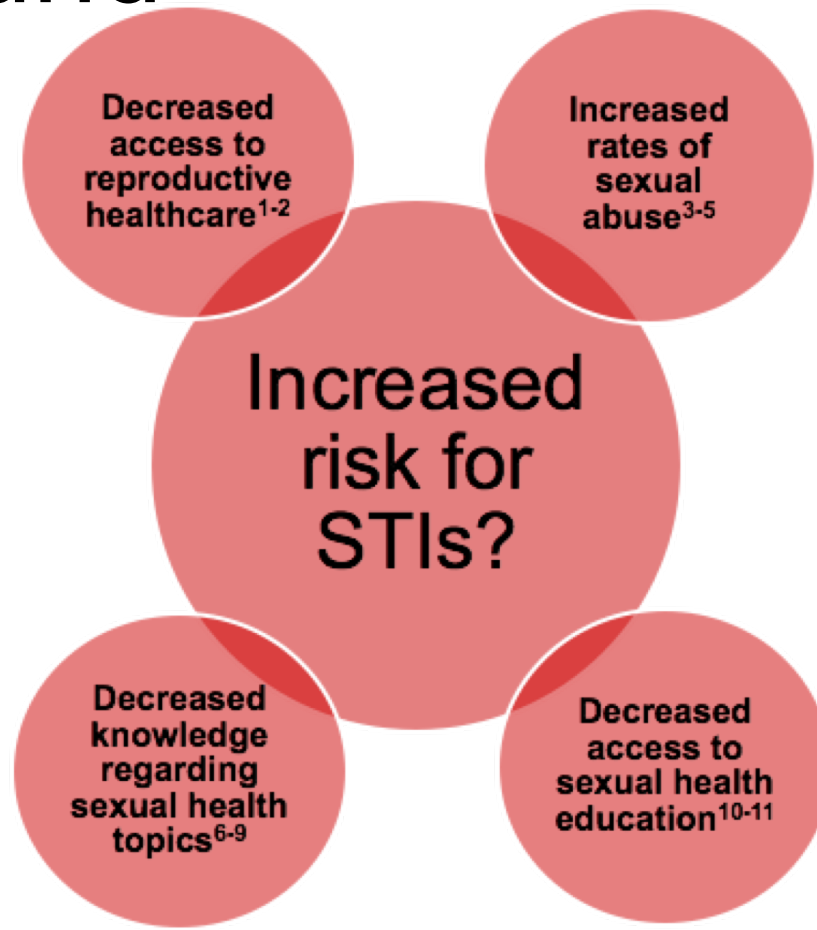 Decreased
access to
reproductive
healthcare1-2
Increased
rates of
sexual
abuse3-5
Increased
risk for
STIs?
Decreased
knowledge
regarding
sexual health
topics6-9
Decreased
access to
sexual health
education10-11